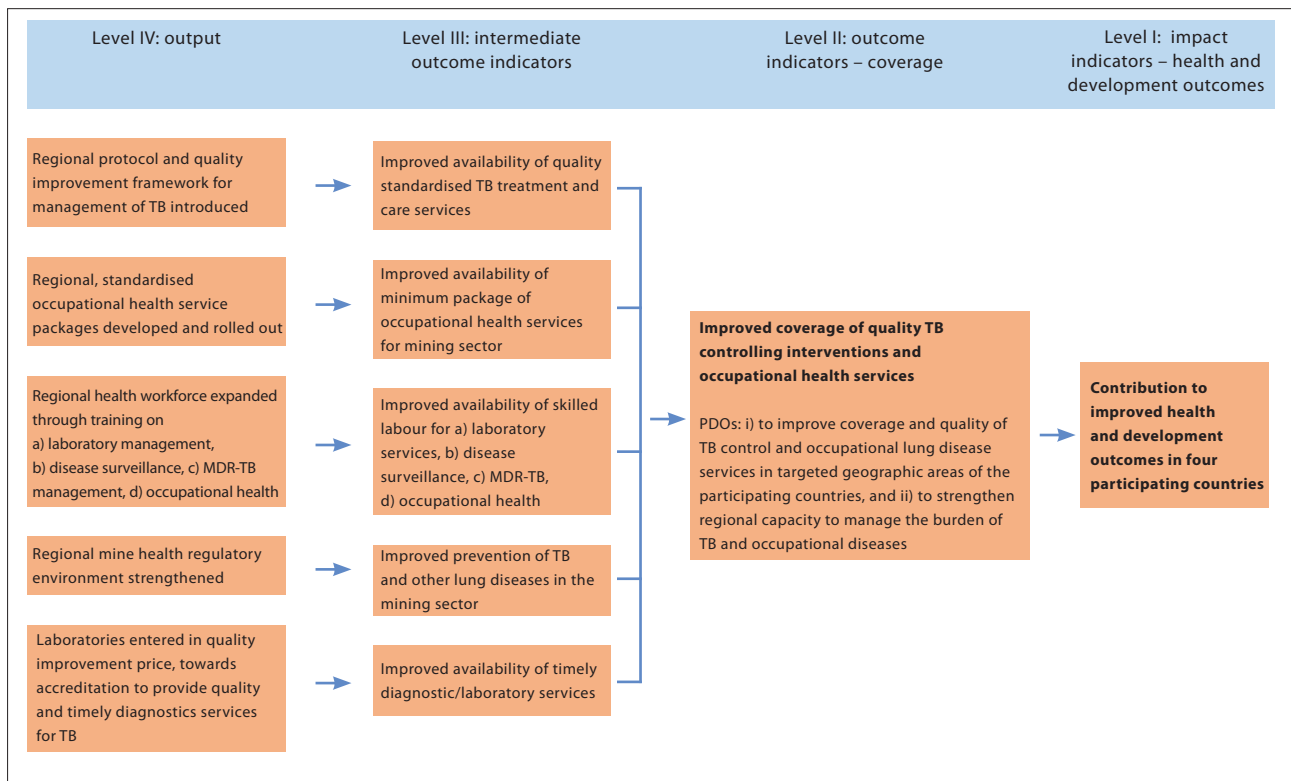 Level IV: output
Level III: intermediate
outcome indicators
Level II: outcome
indicators – coverage
Level I: impact
indicators – health and
development outcomes
Regional protocol and quality
improvement framework for
management of TB introduced
Improved availability of quality
standardised TB treatment and
care services
Regional, standardised
occupational health service
packages developed and rolled out
Improved availability of
minimum package of
occupational health services
for mining sector
Regional health workforce expanded
through training on
a) laboratory management,
b) disease surveillance, c) MDR-TB
management, d) occupational health
Improved availability of skilled
labour for a) laboratory
services, b) disease
surveillance, c) MDR-TB,
d) occupational health
Regional mine health regulatory
environment strengthened
Improved prevention of TB
and other lung diseases in the
mining sector
Laboratories entered in quality
improvement price, towards
accreditation to provide quality
and timely diagnostics services
for TB
Improved availability of timely
diagnostic/laboratory services
Improved coverage of quality TB
controlling interventions and
occupational health services
PDOs: i) to improve coverage and quality of
TB control and occupational lung disease
services in targeted geographic areas of the
participating countries, and ii) to strengthen
regional capacity to manage the burden of
TB and occupational diseases
Contribution to
improved health
and development
outcomes in four
participating countries